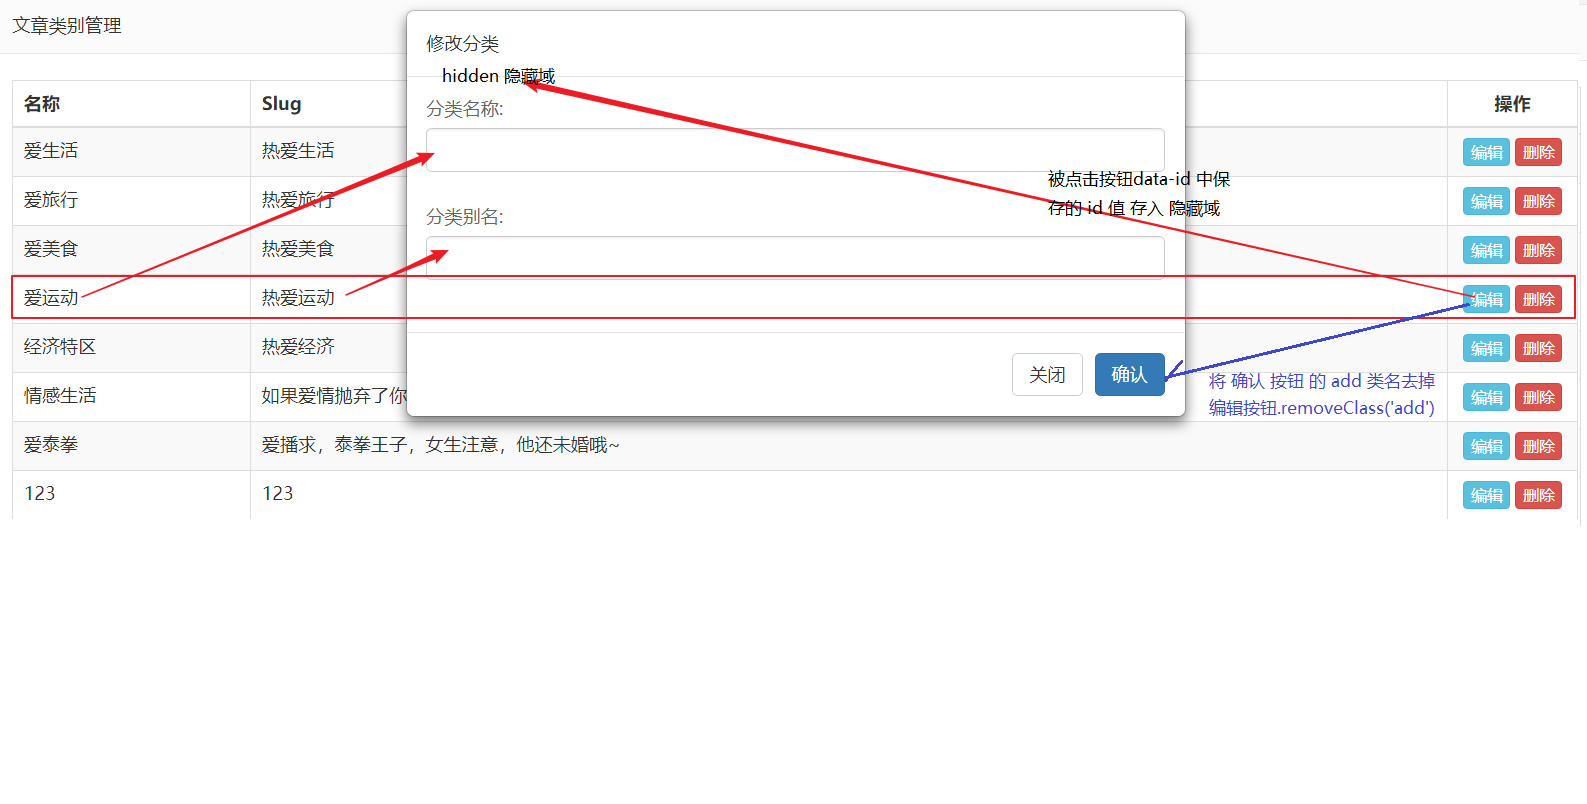 文章类别管理
修改分类
hidden 隐藏域
名称 Slug 操作
分类名称:
爱生活 热爱生活 编辑 删除
被点击按钮data-id 中保
存的 id 值 存入 隐藏域
爱旅行 热爱旅行 编辑 删除
分类别名:
爱美食 热爱美食 编辑 删除
爱运动 热爱运动 编辑 删除
经济特区 热爱经济 编辑 删除
关闭 确认
将 确认 按钮 的 add 类名去掉
编辑按钮.removeClass('add')
情感生活 如果爱情抛弃了你 编辑 删除
爱泰拳 爱播求，泰拳王子，女生注意，他还未婚哦~ 编辑 删除
123 123 编辑 删除